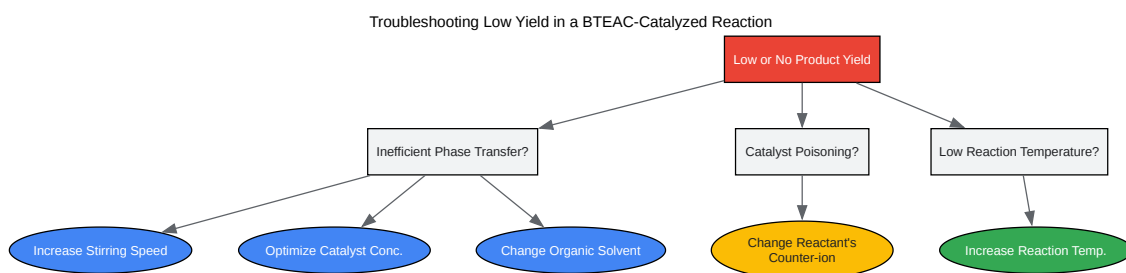 Troubleshooting Low Yield in a BTEAC-Catalyzed Reaction
Low or No Product Yield
Inefficient Phase Transfer?
Catalyst Poisoning?
Low Reaction Temperature?
Increase Stirring Speed
Optimize Catalyst Conc.
Change Organic Solvent
Change Reactant's
Counter-ion
Increase Reaction Temp.